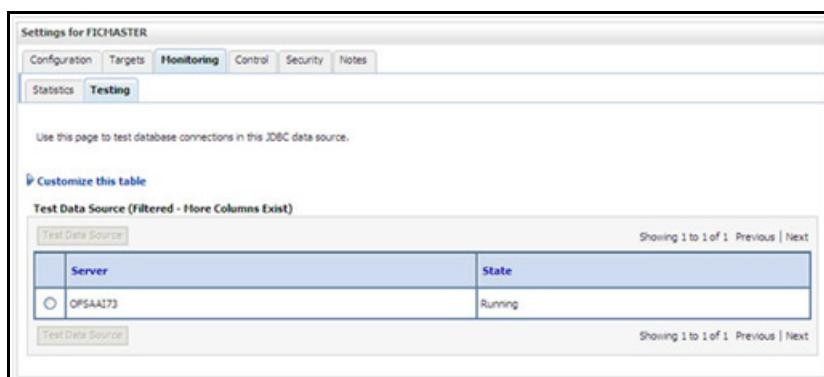 Settings for FICMASTER
Configuration Targets Monitoring Control Security Notes
Statistics Testing
Use this page to test database connections in this JDBC data source.
Customize this table
Test Data Source (Filtered - More Columns Exist)
Test Data Source Showing 1 to 1 of 1 Previous | Next
Server State
OFSAAI73 Running
Test Data Source Showing 1 to 1 of 1 Previous | Next